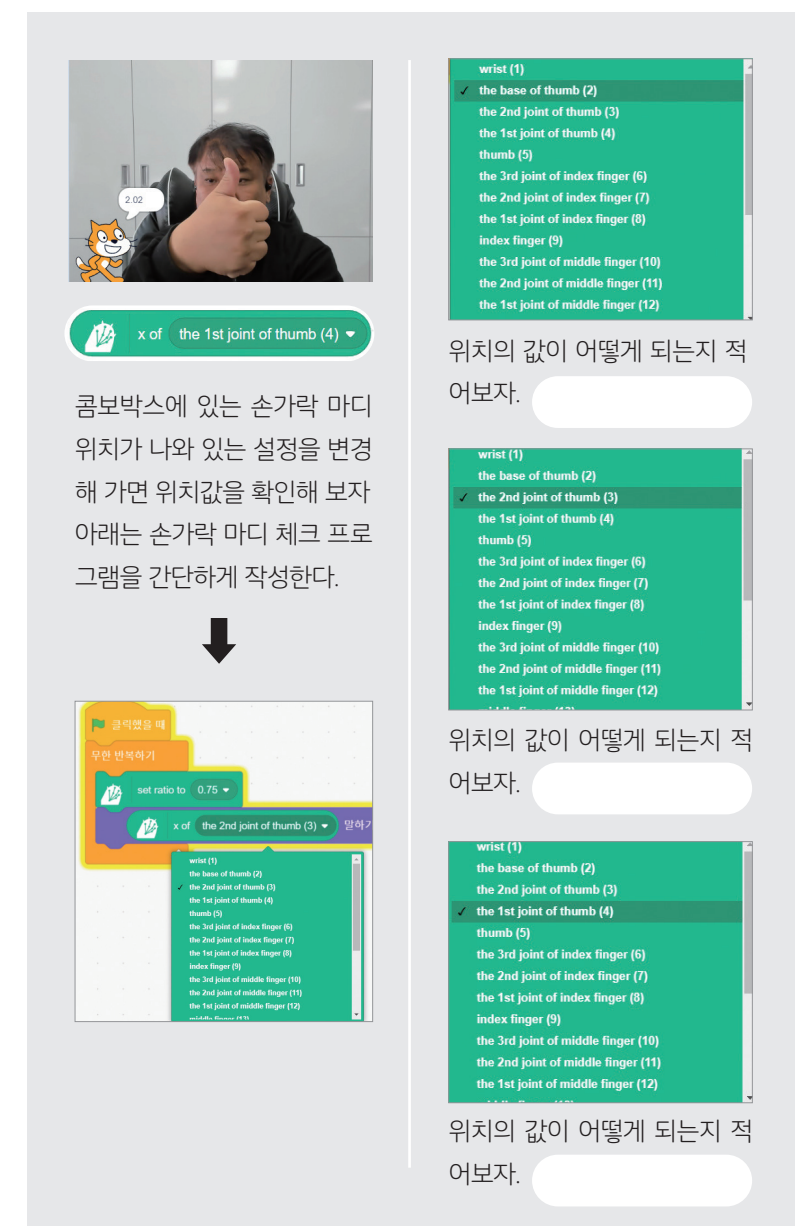 2.02
x of the 1st joint of thumb (4)
콤보박스에 있는 손가락 마디
위치가 나와 있는 설정을 변경
해 가면 위치값을 확인해 보자
아래는 손가락 마디 체크 프로
그램을 간단하게 작성한다.
클릭했을 때
무한 반복하기
set ratio to 0.75
x of the 2nd joint of thumb (3) 말하기
wrist (1)
the base of thumb (2)
✓ the 2nd joint of thumb (3)
the 1st joint of thumb (4)
thumb (5)
the 3rd joint of index finger (6)
the 2nd joint of index finger (7)
the 1st joint of index finger (8)
index finger (9)
the 3rd joint of middle finger (10)
the 2nd joint of middle finger (11)
the 1st joint of middle finger (12)
middle finger (13)
wrist (1)
✓ the base of thumb (2)
the 2nd joint of thumb (3)
the 1st joint of thumb (4)
thumb (5)
the 3rd joint of index finger (6)
the 2nd joint of index finger (7)
the 1st joint of index finger (8)
index finger (9)
the 3rd joint of middle finger (10)
the 2nd joint of middle finger (11)
the 1st joint of middle finger (12)
위치의 값이 어떻게 되는지 적
어보자.
wrist (1)
the base of thumb (2)
✓ the 2nd joint of thumb (3)
the 1st joint of thumb (4)
thumb (5)
the 3rd joint of index finger (6)
the 2nd joint of index finger (7)
the 1st joint of index finger (8)
index finger (9)
the 3rd joint of middle finger (10)
the 2nd joint of middle finger (11)
the 1st joint of middle finger (12)
위치의 값이 어떻게 되는지 적
어보자.
wrist (1)
the base of thumb (2)
the 2nd joint of thumb (3)
✓ the 1st joint of thumb (4)
thumb (5)
the 3rd joint of index finger (6)
the 2nd joint of index finger (7)
the 1st joint of index finger (8)
index finger (9)
the 3rd joint of middle finger (10)
the 2nd joint of middle finger (11)
the 1st joint of middle finger (12)
위치의 값이 어떻게 되는지 적
어보자.